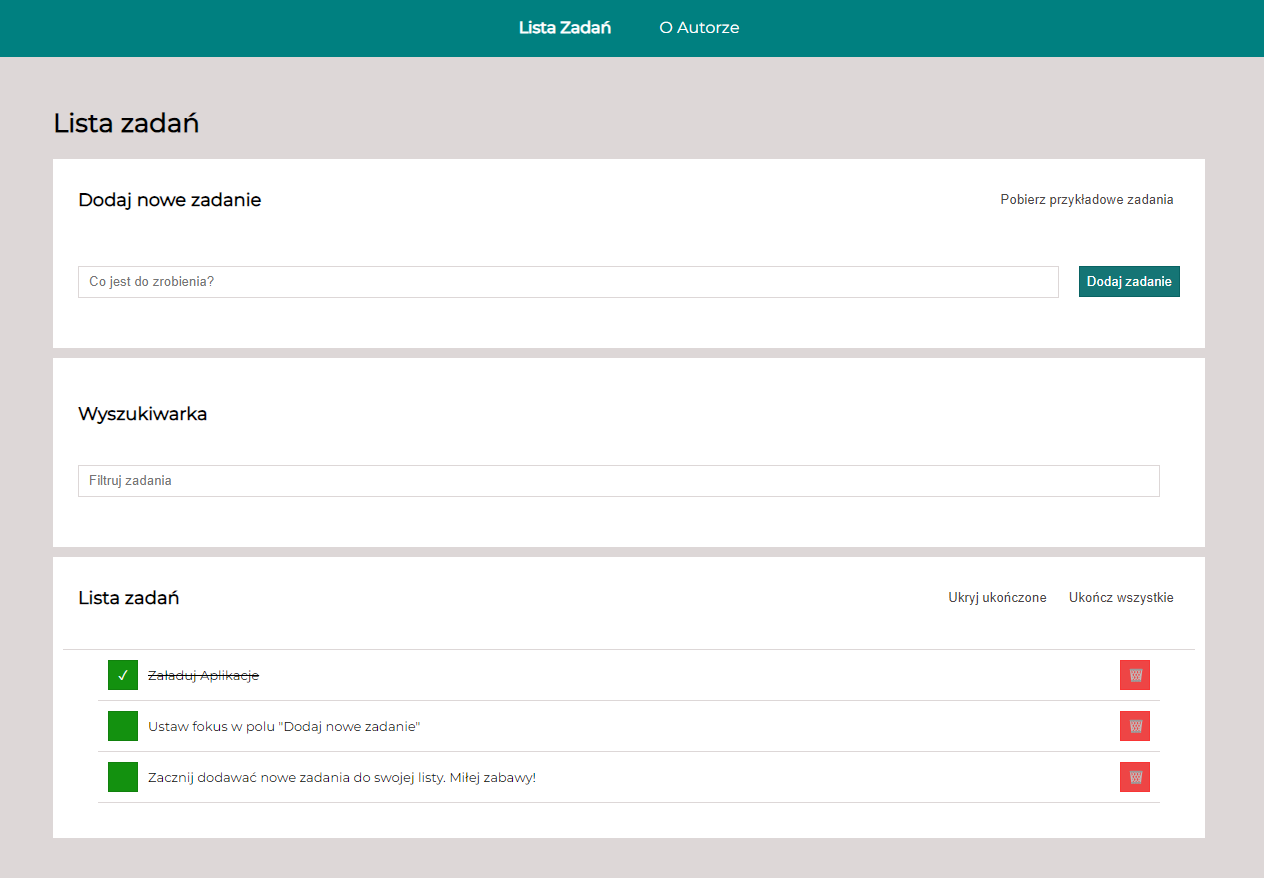 Lista Zadań O Autorze
Lista zadań
Dodaj nowe zadanie Pobierz przykładowe zadania
Co jest do zrobienia? Dodaj zadanie
Wyszukiwarka
Filtruj zadania
Lista zadań Ukryj ukończone Ukończ wszystkie
✓ Załaduj Aplikacje
Ustaw fokus w polu "Dodaj nowe zadanie"
Zacznij dodawać nowe zadania do swojej listy. Miłej zabawy!